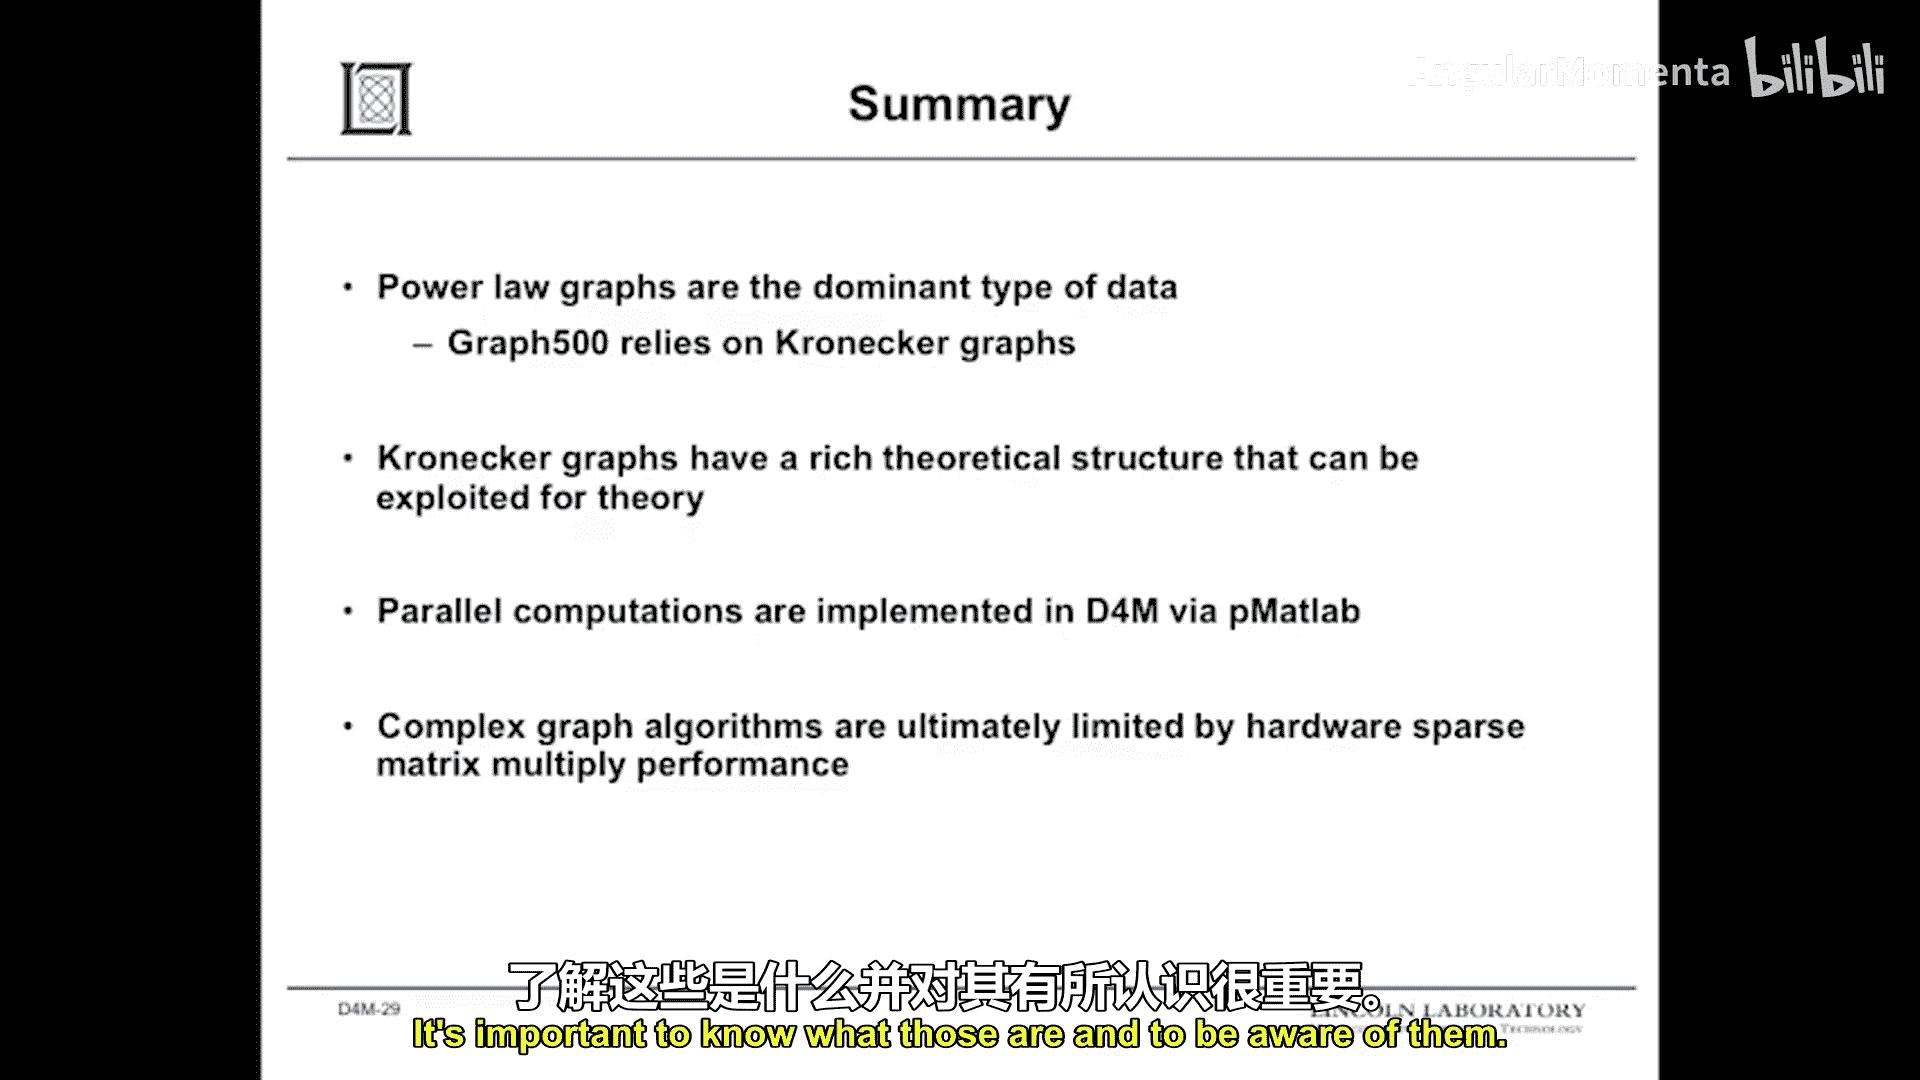 AngularMomenta bilibili
Summary
• Power law graphs are the dominant type of data
– Graph500 relies on Kronecker graphs
• Kronecker graphs have a rich theoretical structure that can be
exploited for theory
• Parallel computations are implemented in D4M via pMatlab
• Complex graph algorithms are ultimately limited by hardware sparse
matrix multiply performance
了解这些是什么并对其有所认识很重要。
D4M-29
LINCOLN LABORATORY
TECHNOLOGY
It's important to know what those are and to be aware of them.